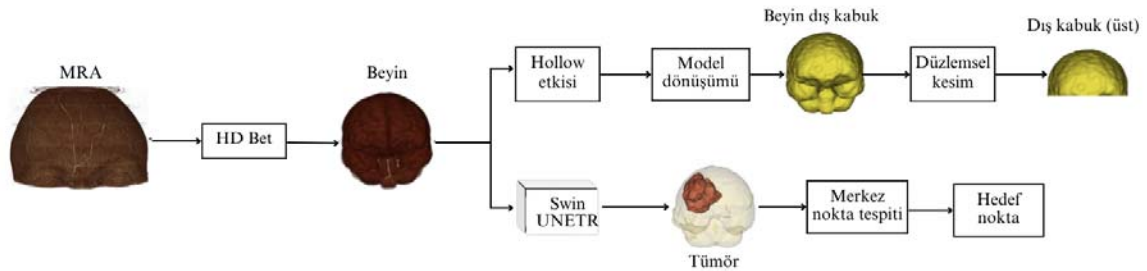 MRA
HD Bet
Beyin
Hollow
etkisi
Model
dönüşümü
Beyin dış kabuk
Düzlemsel
kesim
Dış kabuk (üst)
Swin
UNETR
Tümör
Merkez
nokta tespiti
Hedef
nokta